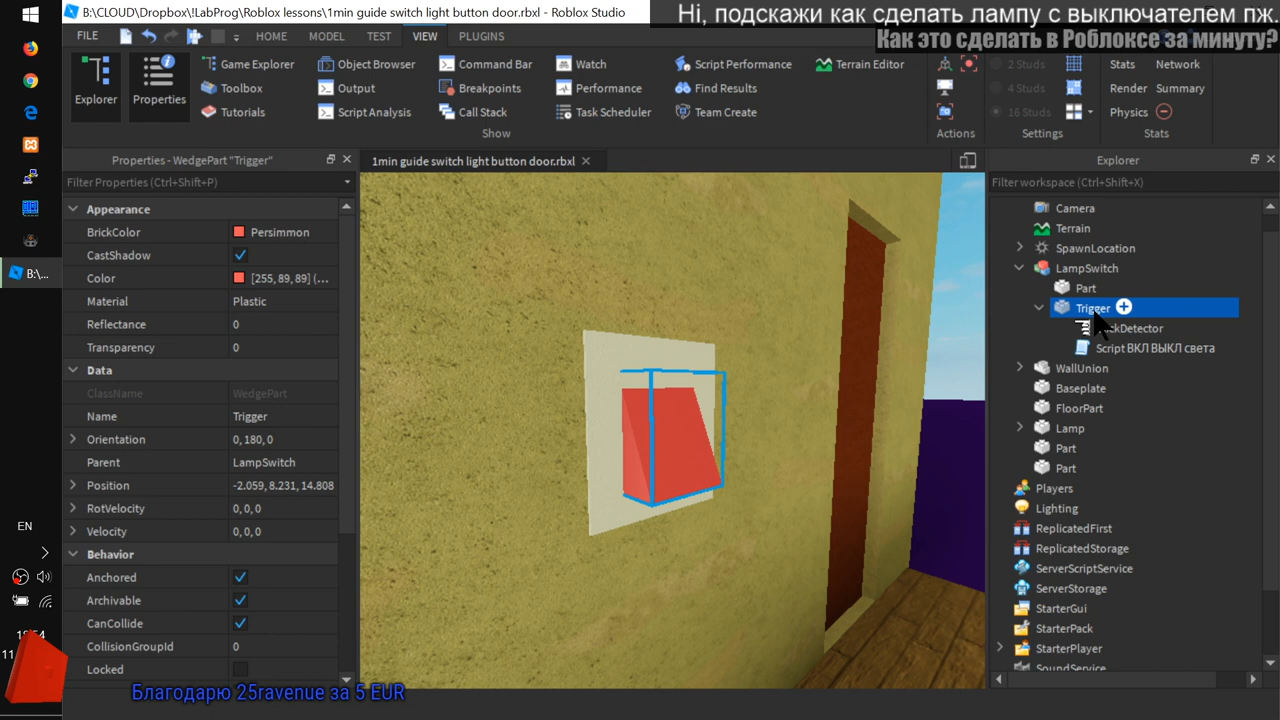 B:\CLOUD\Dropbox\!LabProg\Roblox lessons\1min guide switch light button door.rbxl - Roblox Studio
Hi, подскажи как сделать лампу с выключателем пж.
Как это сделать в Роблоксе за минуту?
FILE HOME MODEL TEST VIEW PLUGINS
Explorer
Properties
Game Explorer
Toolbox
Tutorials
Object Browser
Output
Script Analysis
Command Bar
Breakpoints
Call Stack
Watch
Performance
Task Scheduler
Script Performance
Find Results
Team Create
Terrain Editor
Show
Actions
2 Studs
4 Studs
16 Studs
Settings
Stats Network
Render Summary
Physics
Stats
Properties - WedgePart "Trigger"
Filter Properties (Ctrl+Shift+P)
Appearance
BrickColor Persimmon
CastShadow
Color [255,89,89] (...
Material Plastic
Reflectance 0
Transparency 0
Data
ClassName WedgePart
Name Trigger
Orientation 0, 180, 0
Parent LampSwitch
Position -2.059, 8.231, 14.808
RotVelocity 0, 0, 0
Velocity 0, 0, 0
Behavior
Anchored
Archivable
CanCollide
CollisionGroupId 0
Locked
1min guide switch light button door.rbxl
Explorer
Filter workspace (Ctrl+Shift+X)
Camera
Terrain
SpawnLocation
LampSwitch
Part
Trigger
ckDetector
Script ВКЛ ВЫКЛ света
WallUnion
Baseplate
FloorPart
Lamp
Part
Part
Players
Lighting
ReplicatedFirst
ReplicatedStorage
ServerScriptService
ServerStorage
StarterGui
StarterPack
StarterPlayer
SoundService
B:\...
EN
Благодарю 25ravenue за 5 EUR